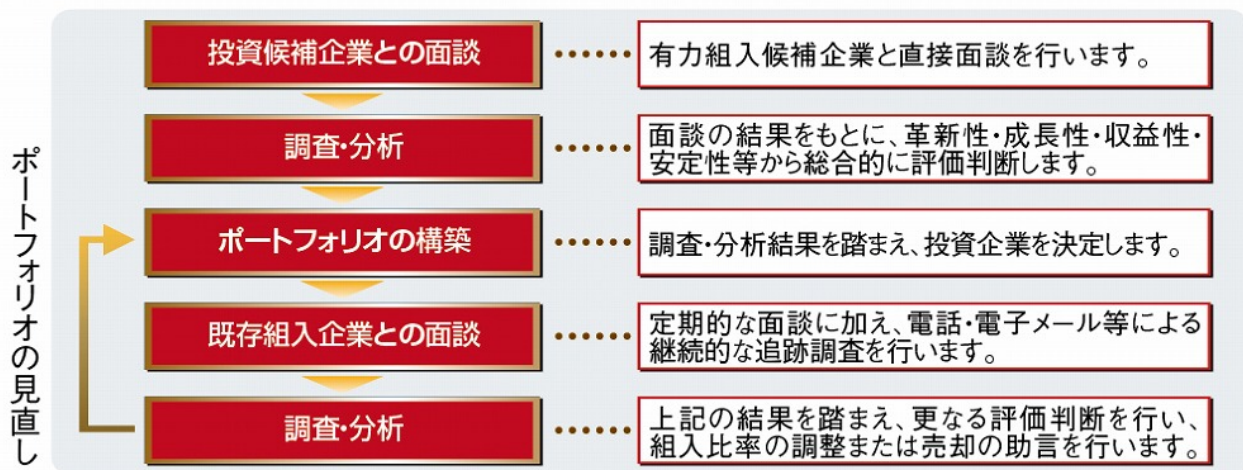 投資候補企業との面談
有力組入候補企業と直接面談を行います。
調査・分析
面談の結果をもとに、革新性・成長性・収益性・
安定性等から総合的に評価判断します。
ポートフォリオの構築
調査・分析結果を踏まえ、投資企業を決定します。
既存組入企業との面談
定期的な面談に加え、電話・電子メール等による
継続的な追跡調査を行います。
調査・分析
上記の結果を踏まえ、更なる評価判断を行い、
組入比率の調整または売却の助言を行います。
ポートフォリオの見直し